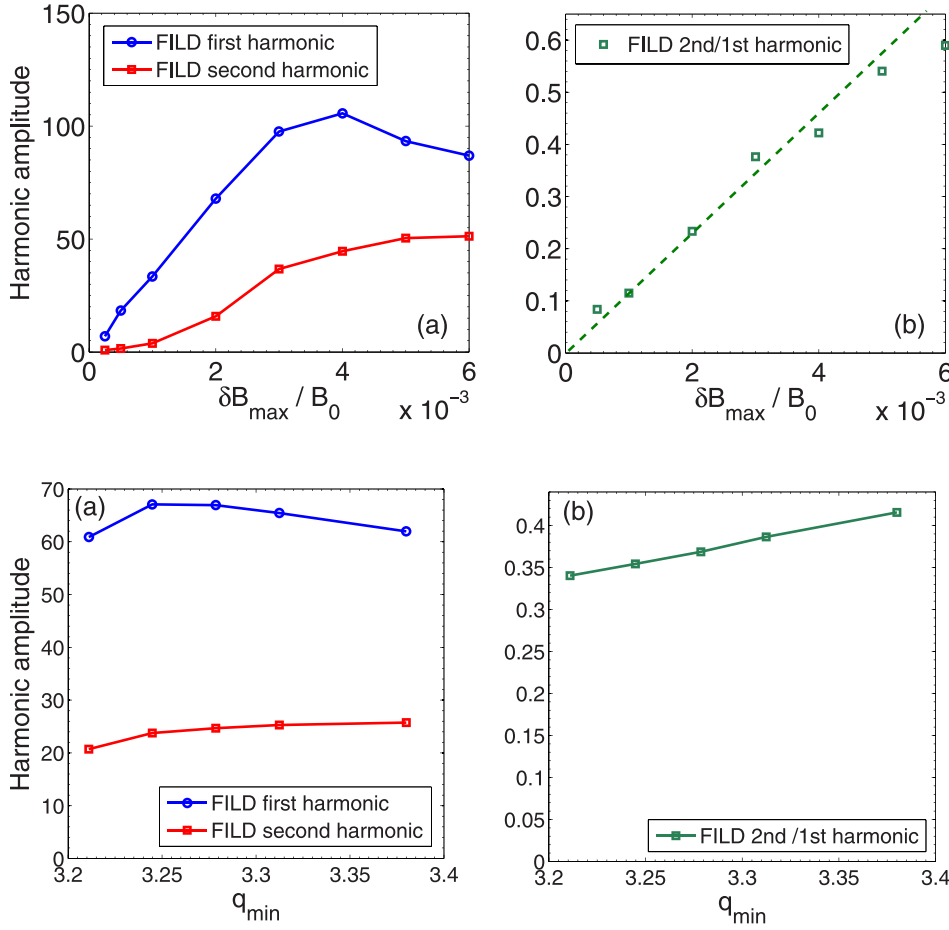 FILD first harmonic
FILD second harmonic
Harmonic amplitude
150
100
50
0
(a)
0
2
4
6
δB_max / B_0
x 10^-3
FILD 2nd/1st harmonic
0.6
0.5
0.4
0.3
0.2
0.1
0
(b)
0
2
4
6
δB_max / B_0
x 10^-3
(a)
Harmonic amplitude
70
60
50
40
30
20
10
0
FILD first harmonic
FILD second harmonic
3.2
3.25
3.3
3.35
3.4
q_min
(b)
0.4
0.35
0.3
0.25
0.2
0.15
0.1
0.05
0
FILD 2nd /1st harmonic
3.2
3.25
3.3
3.35
3.4
q_min